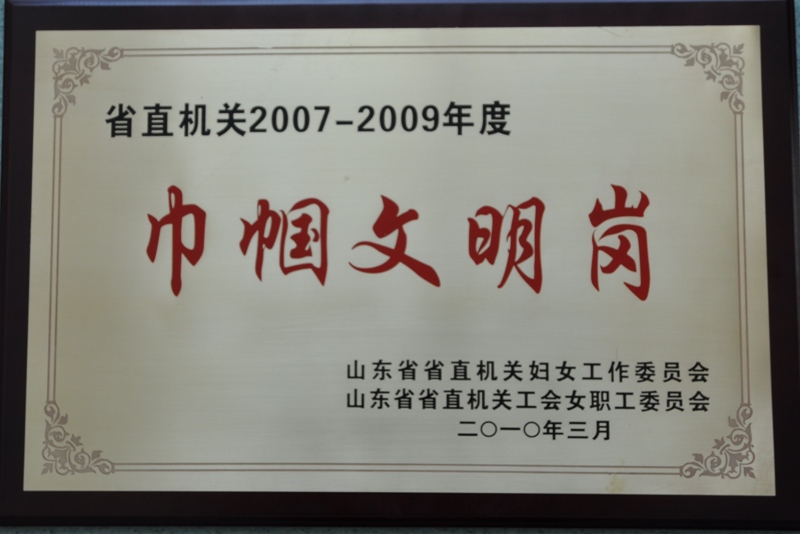 省直机关2007-2009年度
巾帼文明岗
山东省省直机关妇女工作委员会
山东省省直机关工会女职工委员会
二〇一〇年三月